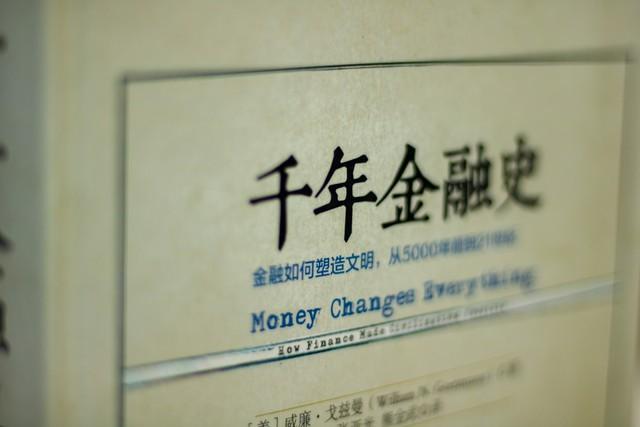 千年金融史
金融如何塑造文明，从5000年前到21世纪
Money Changes Everything
How Finance Made Civilization Possible
[美] 威廉·戈兹曼 (William N. Goetzmann)